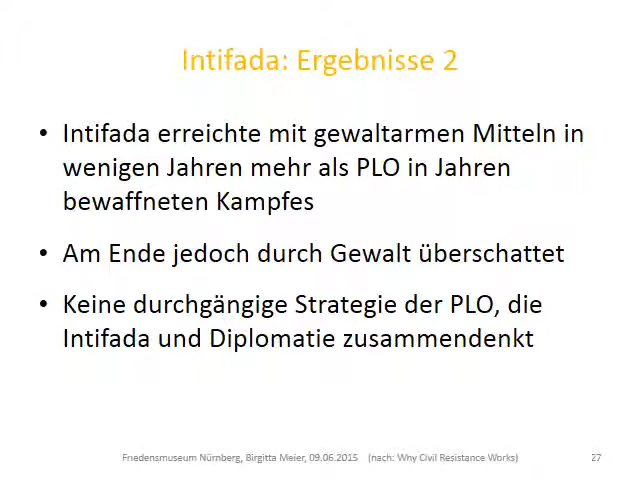 Intifada: Ergebnisse 2
• Intifada erreichte mit gewaltarmen Mitteln in
wenigen Jahren mehr als PLO in Jahren
bewaffneten Kampfes
• Am Ende jedoch durch Gewalt überschattet
• Keine durchgängige Strategie der PLO, die
Intifada und Diplomatie zusammendenkt
Friedensmuseum Nürnberg, Birgitta Meier, 09.06.2015 (nach: Why Civil Resistance Works)
27